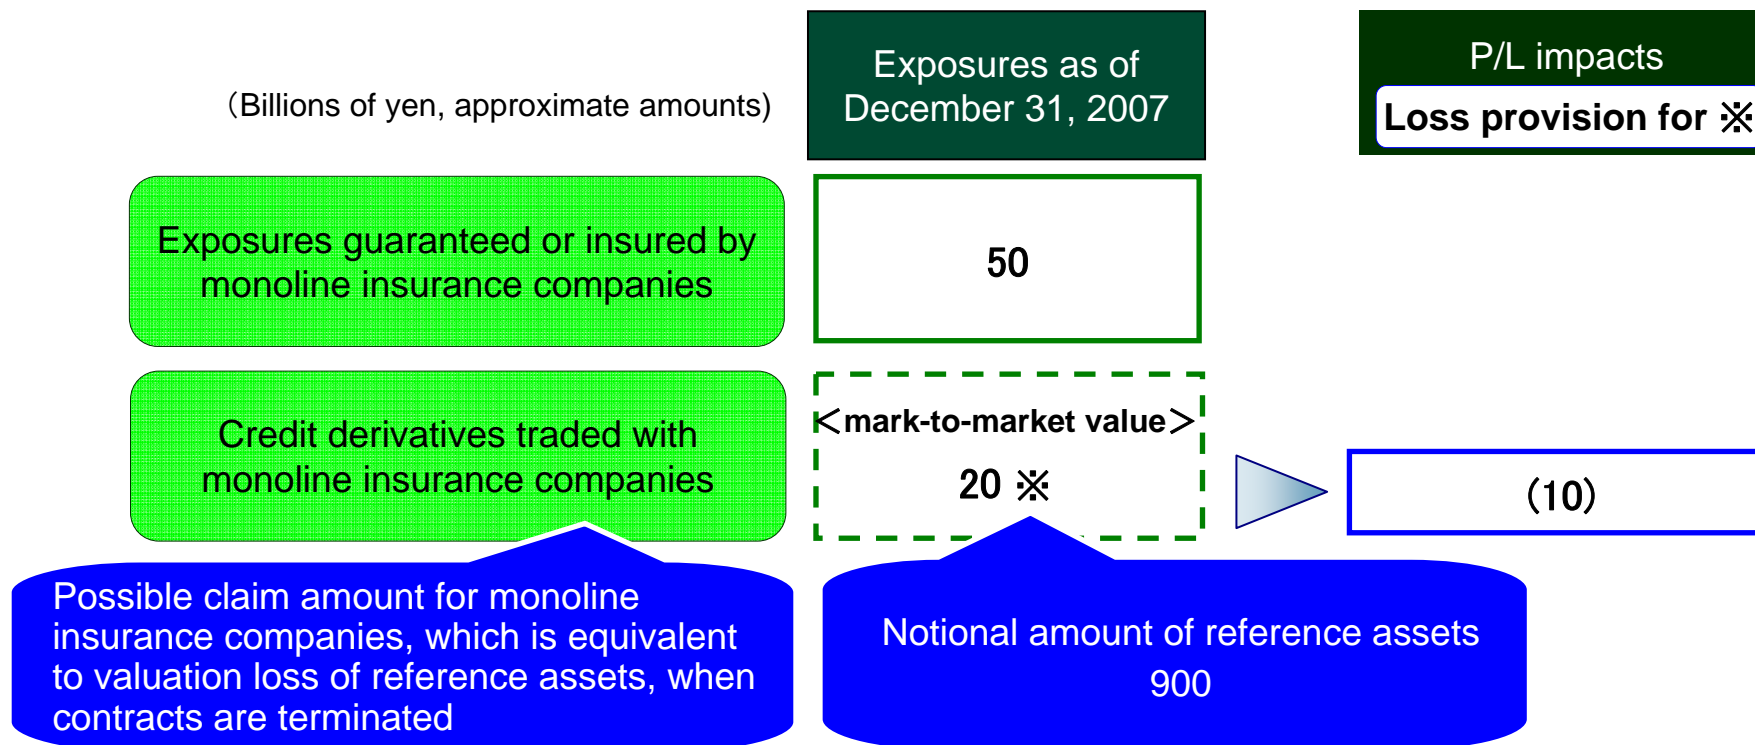 （Billions of yen, approximate amounts)
Exposures as of
December 31, 2007
P/L impacts
Loss provision for ※
Exposures guaranteed or insured by
monoline insurance companies
50
Credit derivatives traded with
monoline insurance companies
＜mark-to-market value＞
20 ※
(10)
Possible claim amount for monoline
insurance companies, which is equivalent
to valuation loss of reference assets, when
contracts are terminated
Notional amount of reference assets
900